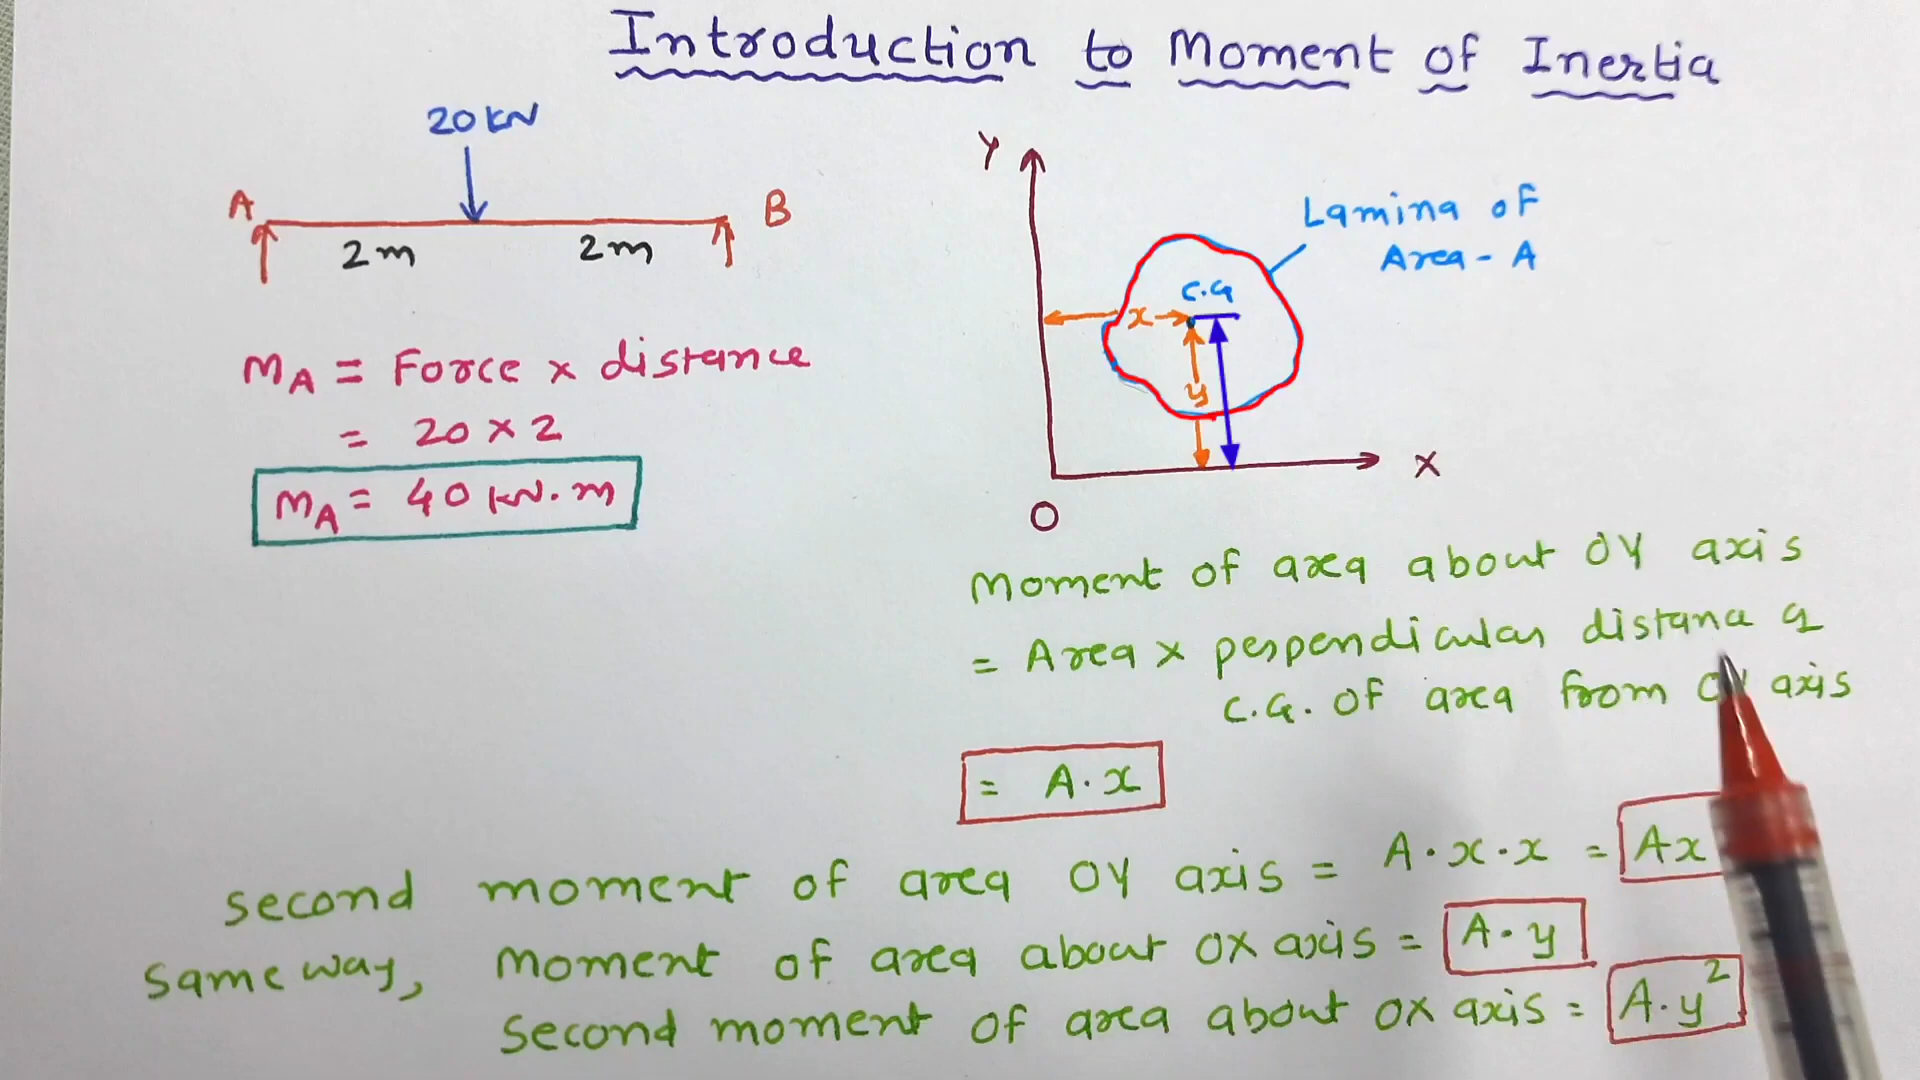 Introduction to Moment of Inertia
20 KN
A B
2m 2m
MA = Force x distance
= 20 x 2
MA = 40 KN.m
Y
Lamina of
Area - A
C.G
x
y
X
O
Moment of area about OY axis
= Area x perpendicular distance of
C.G. of area from OY axis
= A.x
second moment of area OY axis = A.x.x = Ax
same way, Moment of area about OX axis = A.y
Second moment of area about OX axis = A.y²